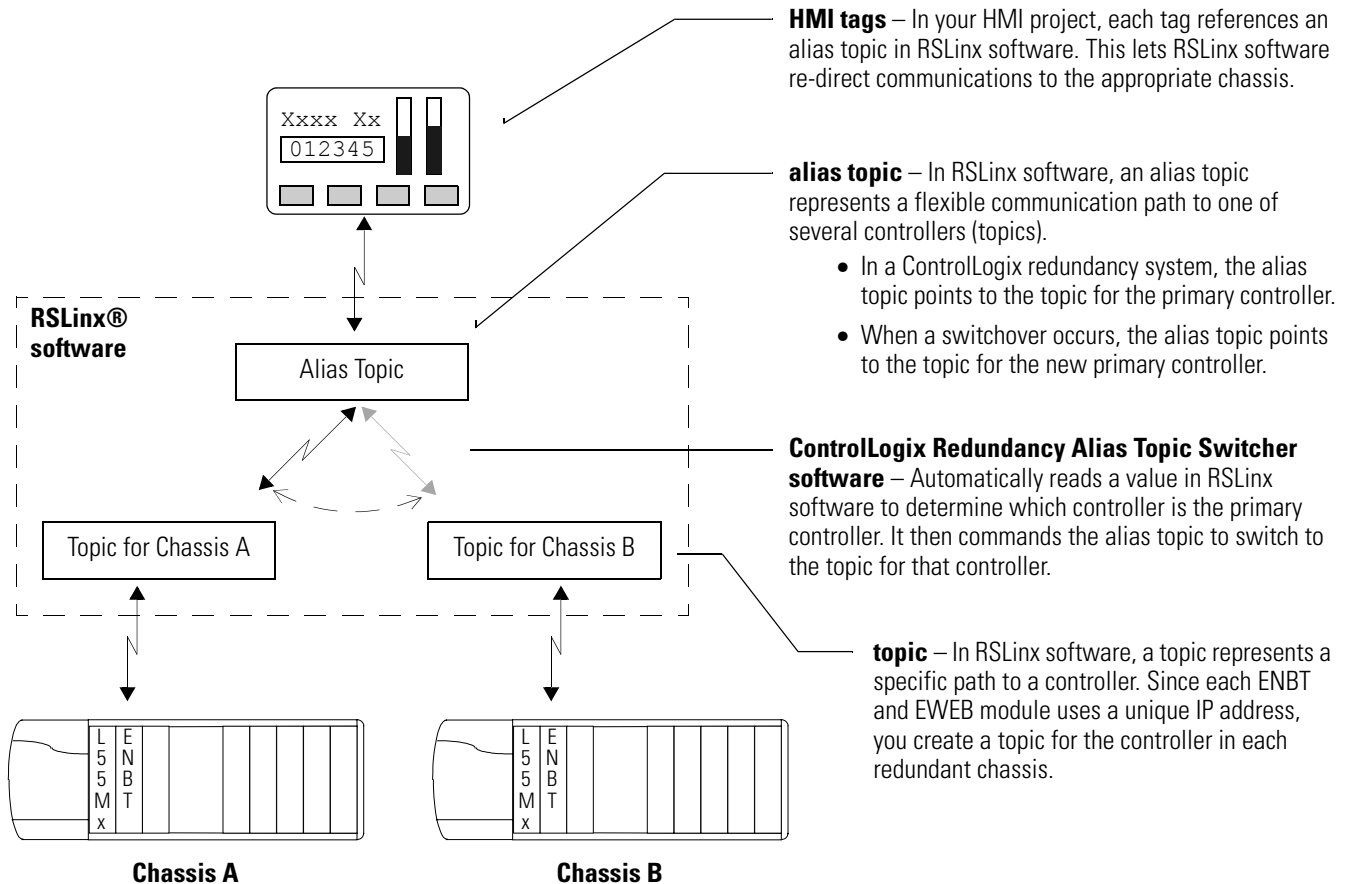 HMI tags – In your HMI project, each tag references an
alias topic in RSLinx software. This lets RSLinx software
re-direct communications to the appropriate chassis.
Xxxx Xx
012345
alias topic – In RSLinx software, an alias topic
represents a flexible communication path to one of
several controllers (topics).
• In a ControlLogix redundancy system, the alias
topic points to the topic for the primary controller.
• When a switchover occurs, the alias topic points
to the topic for the new primary controller.
RSLinx®
software
Alias Topic
ControlLogix Redundancy Alias Topic Switcher
software – Automatically reads a value in RSLinx
software to determine which controller is the primary
controller. It then commands the alias topic to switch to
the topic for that controller.
Topic for Chassis A
Topic for Chassis B
topic – In RSLinx software, a topic represents a
specific path to a controller. Since each ENBT
and EWEB module uses a unique IP address,
you create a topic for the controller in each
redundant chassis.
L55Mx
ENBT
L55Mx
ENBT
Chassis A
Chassis B